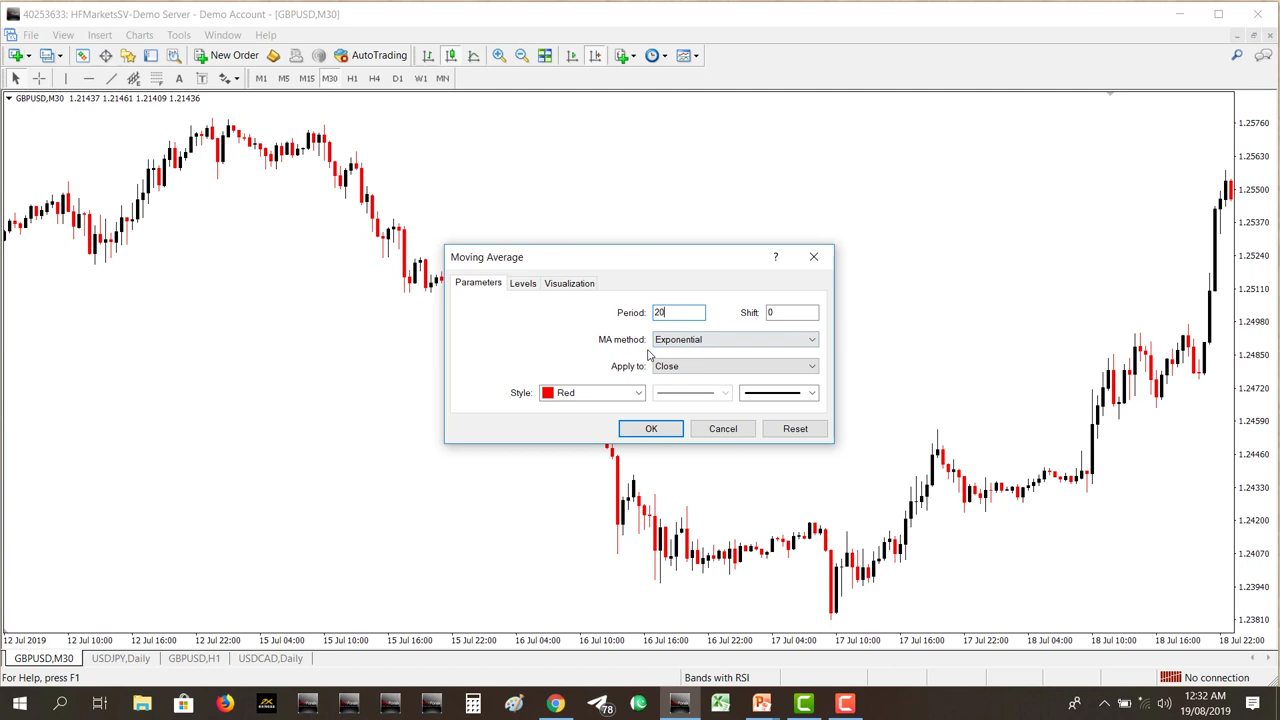 40253633: HFMarketsSV-Demo Server - Demo Account - [GBPUSD,M30]
File View Insert Charts Tools Window Help
New Order AutoTrading
A T M1 M5 M15 M30 H1 H4 D1 W1 MN
GBPUSD,M30 1.21437 1.21461 1.21409 1.21436
1.25760
1.25630
1.25500
1.25370
1.25240
1.25110
1.24980
1.24850
1.24720
1.24590
1.24460
1.24330
1.24200
1.24070
1.23940
1.23810
Moving Average ?
Parameters Levels Visualization
Period: 20 Shift: 0
MA method: Exponential
Apply to: Close
Style: Red
OK Cancel Reset
12 Jul 2019 12 Jul 10:00 12 Jul 16:00 12 Jul 22:00 15 Jul 04:00 15 Jul 10:00 15 Jul 16:00 15 Jul 22:00 16 Jul 04:00 16 Jul 10:00 16 Jul 16:00 16 Jul 22:00 17 Jul 04:00 17 Jul 10:00 17 Jul 16:00 17 Jul 22:00 18 Jul 04:00 18 Jul 10:00 18 Jul 16:00 18 Jul 22:00
GBPUSD,M30 USDJPY,Daily GBPUSD,H1 USDCAD,Daily
For Help, press F1 Bands with RSI No connection
78
12:32 AM
19/08/2019